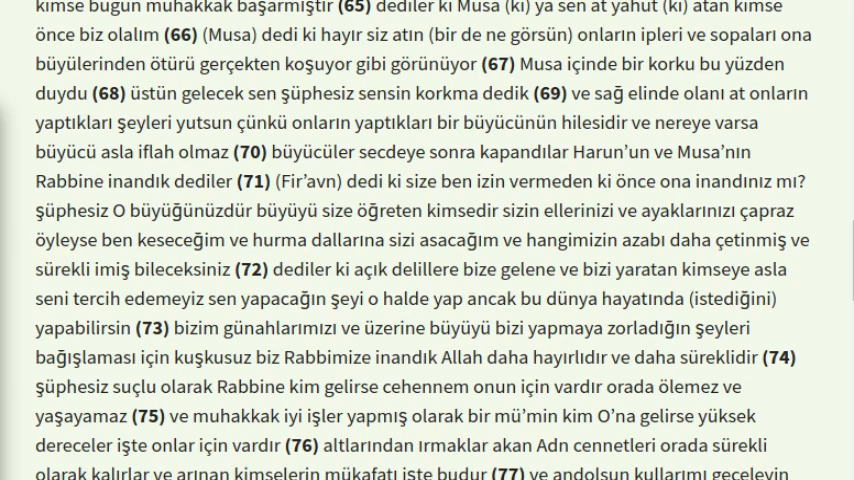 kimse bugün muhakkak başarmıştır (65) dediler ki Musa (ki) ya sen at yahut (ki) atan kimse
önce biz olalım (66) (Musa) dedi ki hayır siz atın (bir de ne görsün) onların ipleri ve sopaları ona
büyülerinden ötürü gerçekten koşuyor gibi görünüyor (67) Musa içinde bir korku bu yüzden
duydu (68) üstün gelecek sen şüphesiz sensin korkma dedik (69) ve sağ elinde olanı at onların
yaptıkları şeyleri yutsun çünkü onların yaptıkları bir büyücünün hilesidir ve nereye varsa
büyücü asla iflah olmaz (70) büyücüler secdeye sonra kapandılar Harun’un ve Musa’nın
Rabbine inandık dediler (71) (Fir’avn) dedi ki size ben izin vermeden ki önce ona inandınız mı?
şüphesiz O büyüğünüzdür büyüyü size öğreten kimsedir sizin ellerinizi ve ayaklarınızı çapraz
öyleyse ben keseceğim ve hurma dallarına sizi asacağım ve hangimizin azabı daha çetinmiş ve
sürekli imiş bileceksiniz (72) dediler ki açık delillere bize gelene ve bizi yaratan kimseye asla
seni tercih edemeyiz sen yapacağın şeyi o halde yap ancak bu dünya hayatında (istediğini)
yapabilirsin (73) bizim günahlarımızı ve üzerine büyüyü bizi yapmaya zorladığın şeyleri
bağışlaması için kuşkusuz biz Rabbimize inandık Allah daha hayırlıdır ve daha süreklidir (74)
şüphesiz suçlu olarak Rabbine kim gelirse cehennem onun için vardır orada ölemez ve
yaşayamaz (75) ve muhakkak iyi işler yapmış olarak bir mü’min kim O’na gelirse yüksek
dereceler işte onlar için vardır (76) altlarından ırmaklar akan Adn cennetleri orada sürekli
olarak kalırlar ve arınan kimselerin mükafatı işte budur (77) ve andolsun kullarımı geceleyin